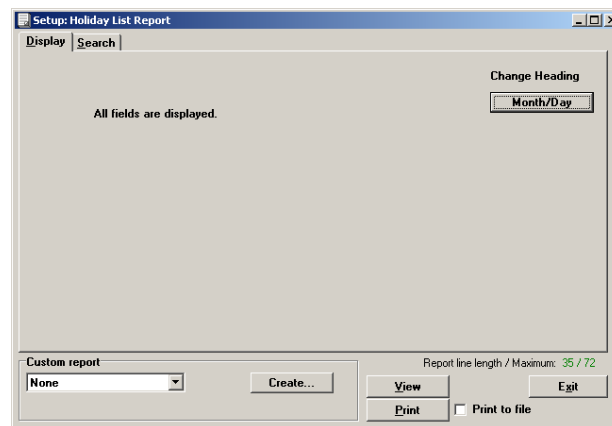 Setup: Holiday List Report
Display Search
Change Heading
Month/Day
All fields are displayed.
Custom report
Report line length / Maximum: 35 / 72
None Create... View Exit
Print Print to file